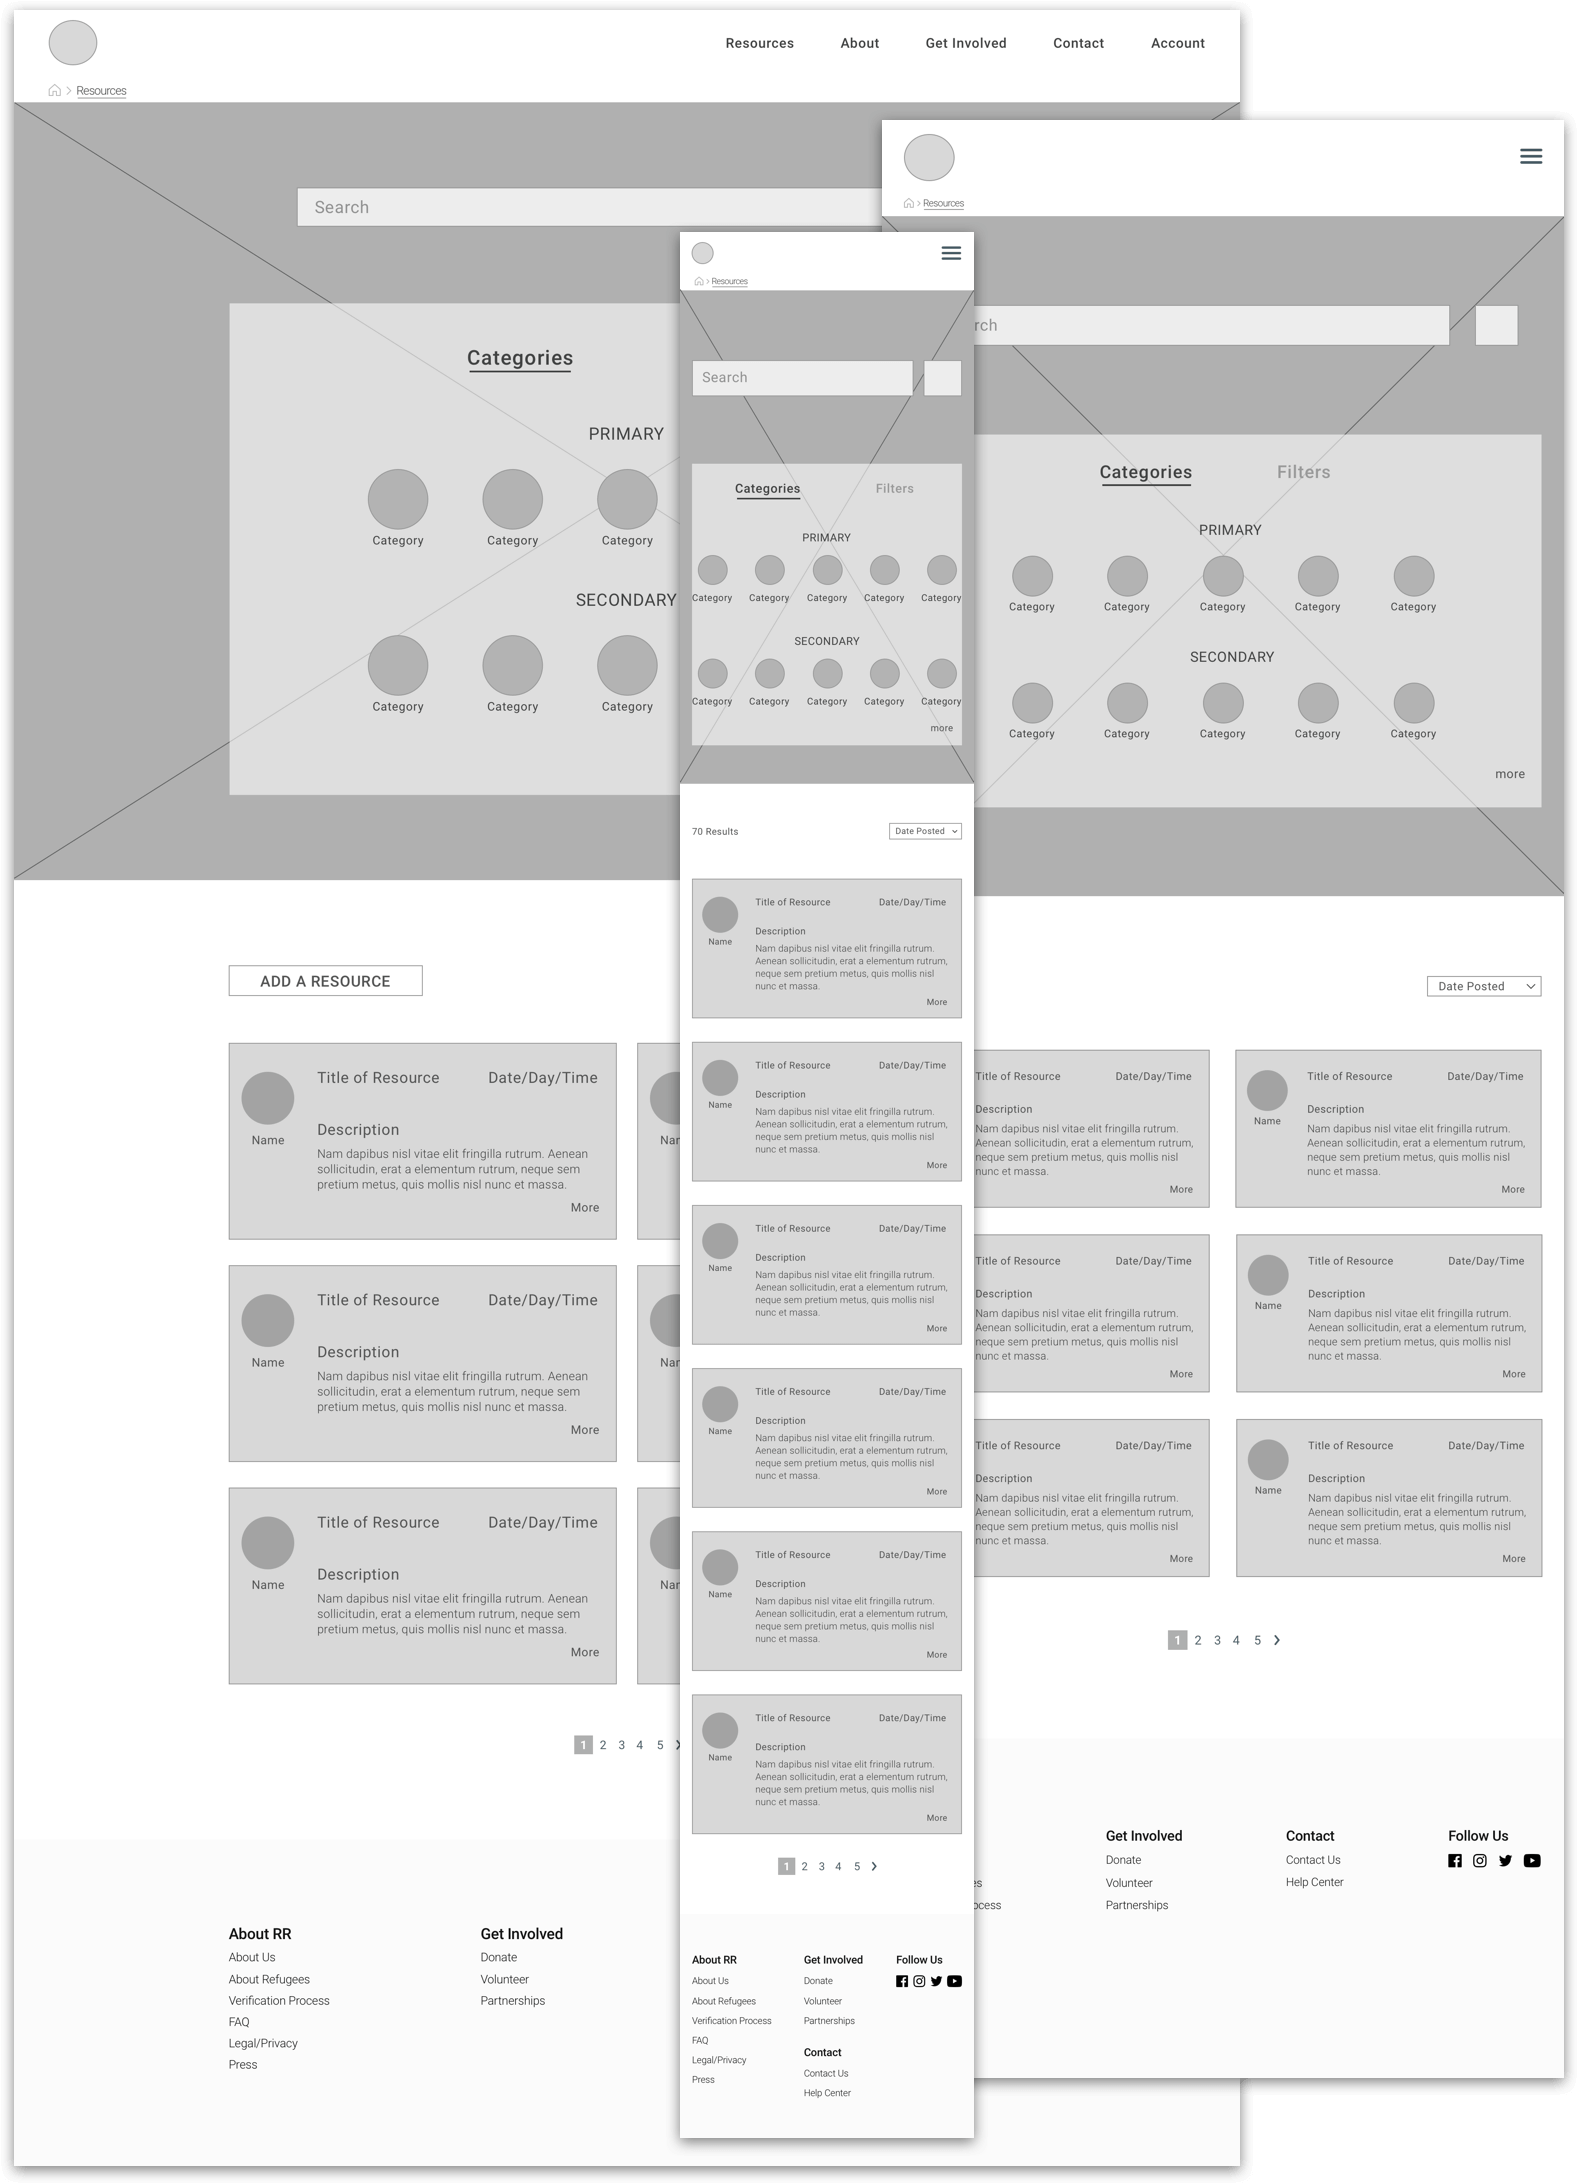 Resources About Get Involved Contact Account
Resources
Search
Categories
PRIMARY
Category Category Category
SECONDARY
Category Category Category
ADD A RESOURCE
Title of Resource Date/Day/Time
Name
Description
Nam dapibus nisl vitae elit fringilla rutrum. Aenean
sollicitudin, erat a elementum rutrum, neque sem
pretium metus, quis mollis nisl nunc et massa.
More
Title of Resource Date/Day/Time
Name
Description
Nam dapibus nisl vitae elit fringilla rutrum. Aenean
sollicitudin, erat a elementum rutrum, neque sem
pretium metus, quis mollis nisl nunc et massa.
More
Title of Resource Date/Day/Time
Name
Description
Nam dapibus nisl vitae elit fringilla rutrum. Aenean
sollicitudin, erat a elementum rutrum, neque sem
pretium metus, quis mollis nisl nunc et massa.
More
1 2 3 4 5
About RR
About Us
About Refugees
Verification Process
FAQ
Legal/Privacy
Press
Get Involved
Donate
Volunteer
Partnerships
Resources
Search
Categories Filters
PRIMARY
Category Category Category Category Category
SECONDARY
Category Category Category Category Category
more
70 Results Date Posted
Title of Resource Date/Day/Time
Name
Description
Nam dapibus nisl vitae elit fringilla rutrum.
Aenean sollicitudin, erat a elementum rutrum,
neque sem pretium metus, quis mollis nisl
nunc et massa.
More
Title of Resource Date/Day/Time
Name
Description
Nam dapibus nisl vitae elit fringilla rutrum.
Aenean sollicitudin, erat a elementum rutrum,
neque sem pretium metus, quis mollis nisl
nunc et massa.
More
Title of Resource Date/Day/Time
Name
Description
Nam dapibus nisl vitae elit fringilla rutrum.
Aenean sollicitudin, erat a elementum rutrum,
neque sem pretium metus, quis mollis nisl
nunc et massa.
More
Title of Resource Date/Day/Time
Name
Description
Nam dapibus nisl vitae elit fringilla rutrum.
Aenean sollicitudin, erat a elementum rutrum,
neque sem pretium metus, quis mollis nisl
nunc et massa.
More
Title of Resource Date/Day/Time
Name
Description
Nam dapibus nisl vitae elit fringilla rutrum.
Aenean sollicitudin, erat a elementum rutrum,
neque sem pretium metus, quis mollis nisl
nunc et massa.
More
Title of Resource Date/Day/Time
Name
Description
Nam dapibus nisl vitae elit fringilla rutrum.
Aenean sollicitudin, erat a elementum rutrum,
neque sem pretium metus, quis mollis nisl
nunc et massa.
More
1 2 3 4 5
About RR
About Us
About Refugees
Verification Process
FAQ
Legal/Privacy
Press
Get Involved
Donate
Volunteer
Partnerships
Contact
Contact Us
Help Center
Follow Us
Resources
rch
Categories Filters
PRIMARY
Category Category Category Category Category
SECONDARY
Category Category Category Category Category
more
Date Posted
Title of Resource Date/Day/Time
Description
Nam dapibus nisl vitae elit fringilla rutrum.
Aenean sollicitudin, erat a elementum rutrum,
neque sem pretium metus, quis mollis nisl
nunc et massa.
More
Title of Resource Date/Day/Time
Name
Description
Nam dapibus nisl vitae elit fringilla rutrum.
Aenean sollicitudin, erat a elementum rutrum,
neque sem pretium metus, quis mollis nisl
nunc et massa.
More
Title of Resource Date/Day/Time
Description
Nam dapibus nisl vitae elit fringilla rutrum.
Aenean sollicitudin, erat a elementum rutrum,
neque sem pretium metus, quis mollis nisl
nunc et massa.
More
Title of Resource Date/Day/Time
Name
Description
Nam dapibus nisl vitae elit fringilla rutrum.
Aenean sollicitudin, erat a elementum rutrum,
neque sem pretium metus, quis mollis nisl
nunc et massa.
More
Title of Resource Date/Day/Time
Description
Nam dapibus nisl vitae elit fringilla rutrum.
Aenean sollicitudin, erat a elementum rutrum,
neque sem pretium metus, quis mollis nisl
nunc et massa.
More
Title of Resource Date/Day/Time
Name
Description
Nam dapibus nisl vitae elit fringilla rutrum.
Aenean sollicitudin, erat a elementum rutrum,
neque sem pretium metus, quis mollis nisl
nunc et massa.
More
1 2 3 4 5
Get Involved
Donate
Volunteer
Partnerships
Contact
Contact Us
Help Center
Follow Us